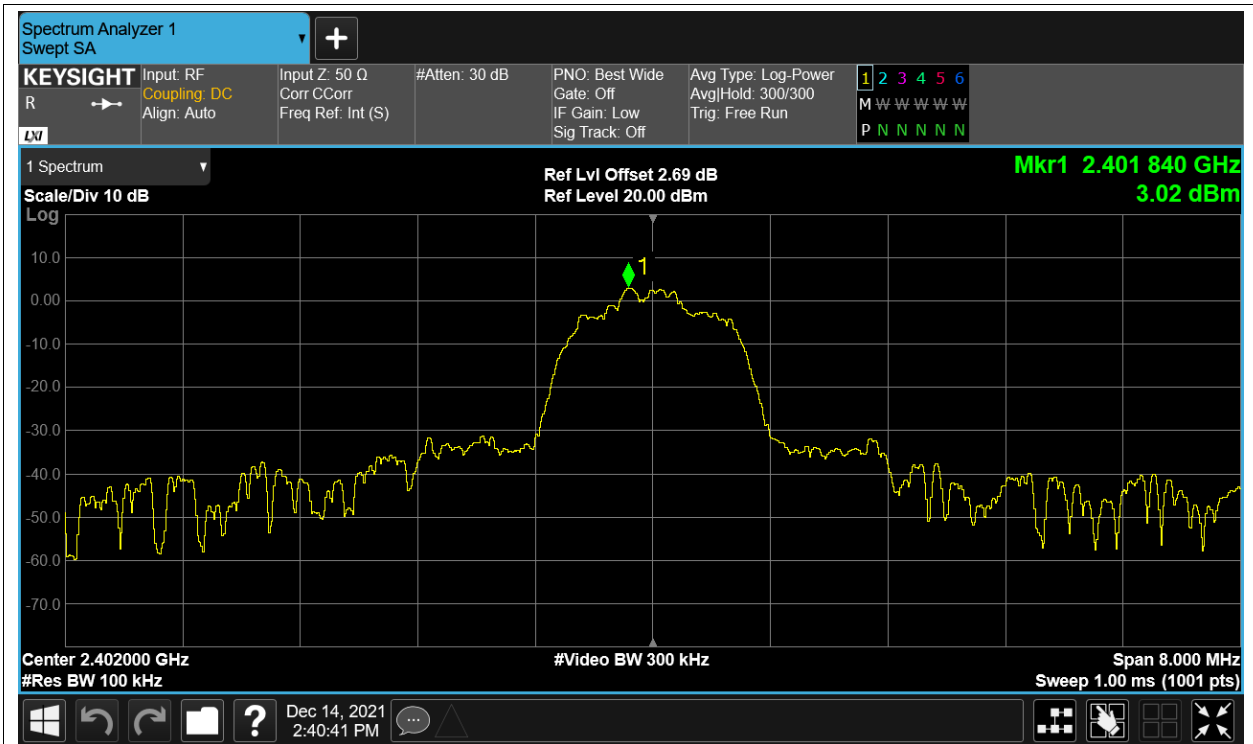 Spectrum Analyzer 1
Swept SA
KEYSIGHT
R
LXI
Input: RF
Coupling: DC
Align: Auto
Input Z: 50 Ω
Corr CCorr
Freq Ref: Int (S)
#Atten: 30 dB
PNO: Best Wide
Gate: Off
IF Gain: Low
Sig Track: Off
Avg Type: Log-Power
Avg|Hold: 300/300
Trig: Free Run
1 2 3 4 5 6
M W W W W W
P N N N N N
1 Spectrum
Scale/Div 10 dB
Log
Ref Lvl Offset 2.69 dB
Ref Level 20.00 dBm
Mkr1 2.401 840 GHz
3.02 dBm
1
10.0
0.00
-10.0
-20.0
-30.0
-40.0
-50.0
-60.0
-70.0
Center 2.402000 GHz
#Res BW 100 kHz
#Video BW 300 kHz
Span 8.000 MHz
Sweep 1.00 ms (1001 pts)
?
Dec 14, 2021
2:40:41 PM